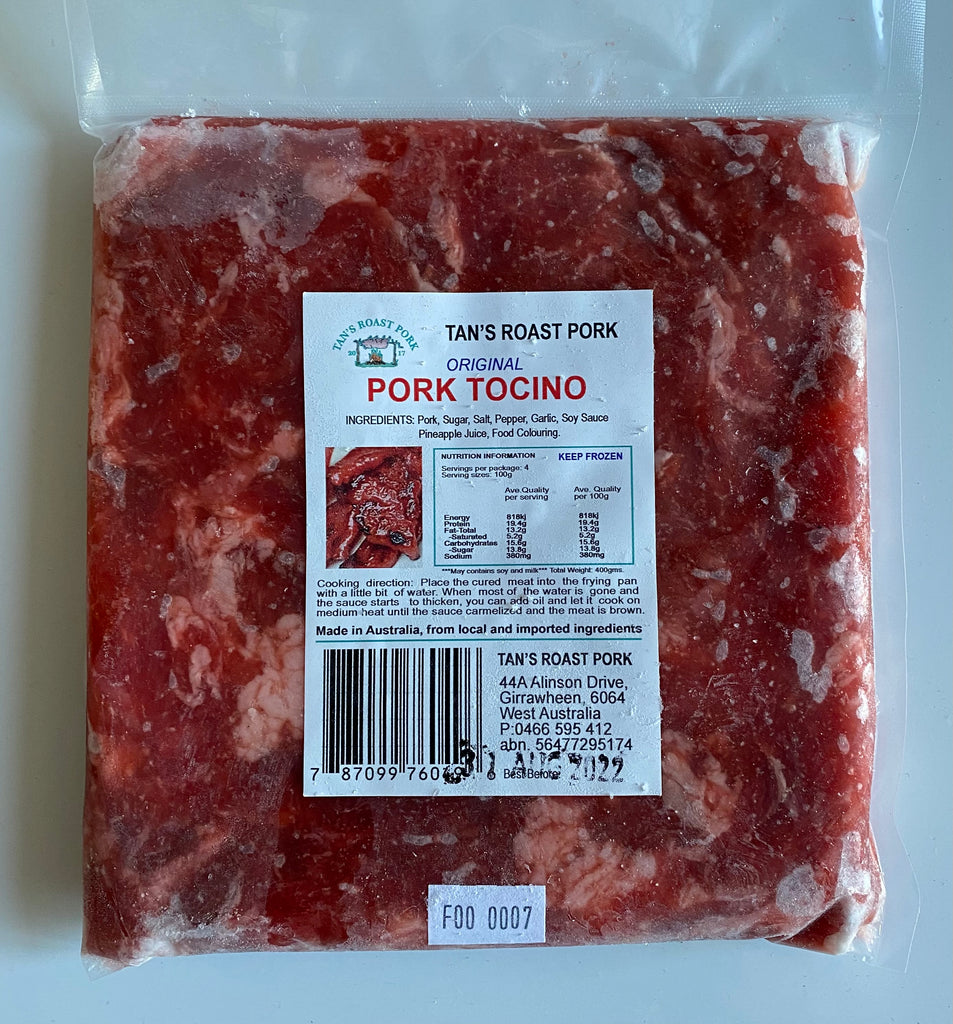 TAN'S ROAST PORK
2017
TAN'S ROAST PORK
ORIGINAL
PORK TOCINO
INGREDIENTS: Pork, Sugar, Salt, Pepper, Garlic, Soy Sauce
Pineapple Juice, Food Colouring.
NUTRITION INFORMATION KEEP FROZEN
Servings per package: 4
Serving sizes: 100g
Ave.Quality Ave. Quality
per serving per 100g
Energy 818kj 818kj
Protein 19.4g 19.4g
Fat-Total 13.2g 13.2g
-Saturated 5.2g 5.2g
Carbohydratas 15.6g 15.6g
-Sugar 13.8g 13.8g
Sodium 380mg 380mg
***May contains soy and milk*** Total Weight: 400gms.
Cooking direction: Place the cured meat into the frying pan
with a little bit of water. When most of the water is gone and
the sauce starts to thicken, you can add oil and let it cook on
medium heat until the sauce carmelized and the meat is brown.
Made in Australia, from local and imported ingredients
TAN'S ROAST PORK
44A Alinson Drive,
Girrawheen, 6064
West Australia
P:0466 595 412
abn. 56477295174
7 87099 760
AUG 2022
Best Before
F00 0007